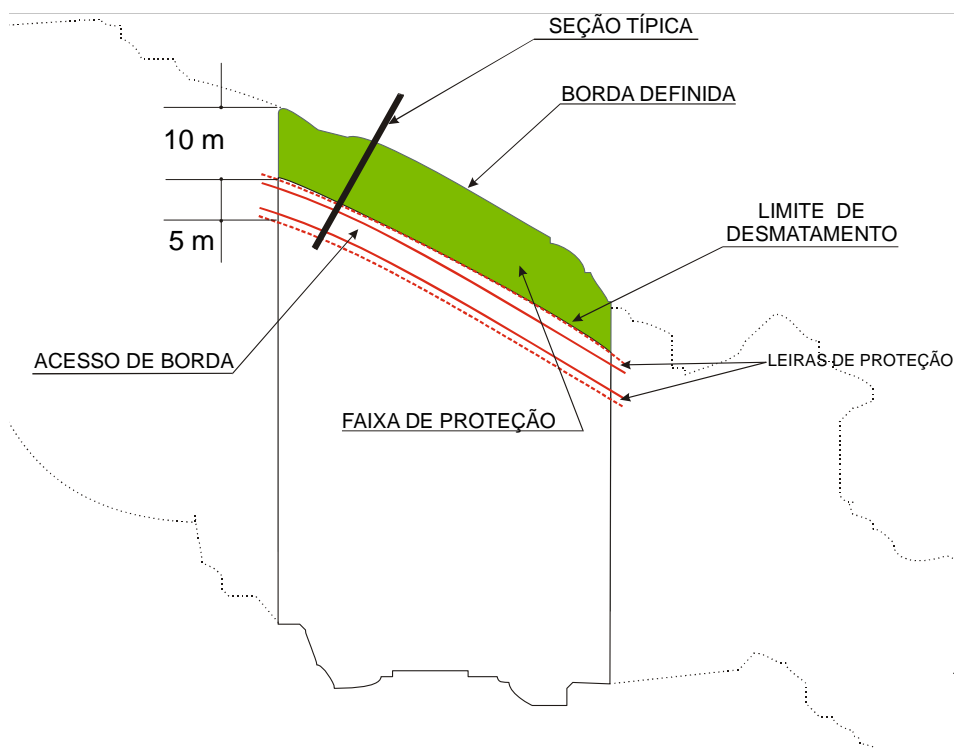 SEÇÃO TÍPICA
BORDA DEFINIDA
10 m
LIMITE DE
DESMATAMENTO
5 m
ACESSO DE BORDA
LEIRAS DE PROTEÇÃO
FAIXA DE PROTEÇÃO